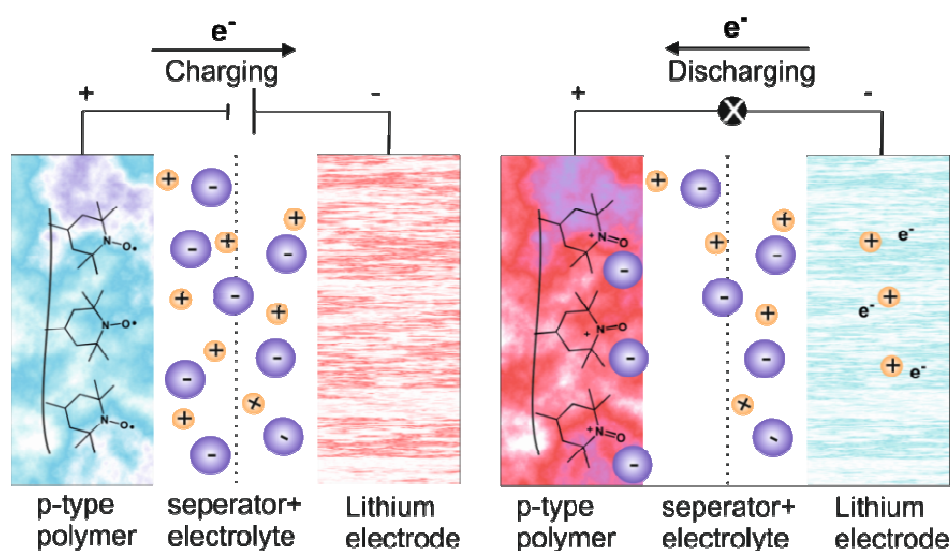 e-
Charging
+
-
N-O•
N-O•
N-O•
+
-
+
-
+
-
-
+
-
+
+
-
+
-
+
+
-
-
p-type
polymer
seperator+
electrolyte
Lithium
electrode
e-
Discharging
+
-
X
+
N=O
+
N=O
+
N=O
-
-
-
+
-
+
+
-
-
+
-
+
-
+
e-
+
e-
+
e-
p-type
polymer
seperator+
electrolyte
Lithium
electrode